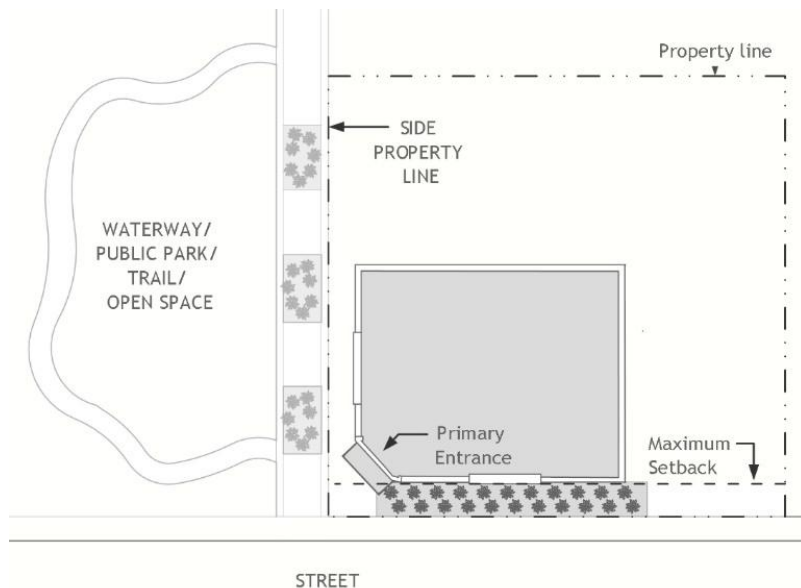 Property line
SIDE
PROPERTY
LINE
WATERWAY/
PUBLIC PARK/
TRAIL/
OPEN SPACE
Primary
Entrance
Maximum
Setback
STREET